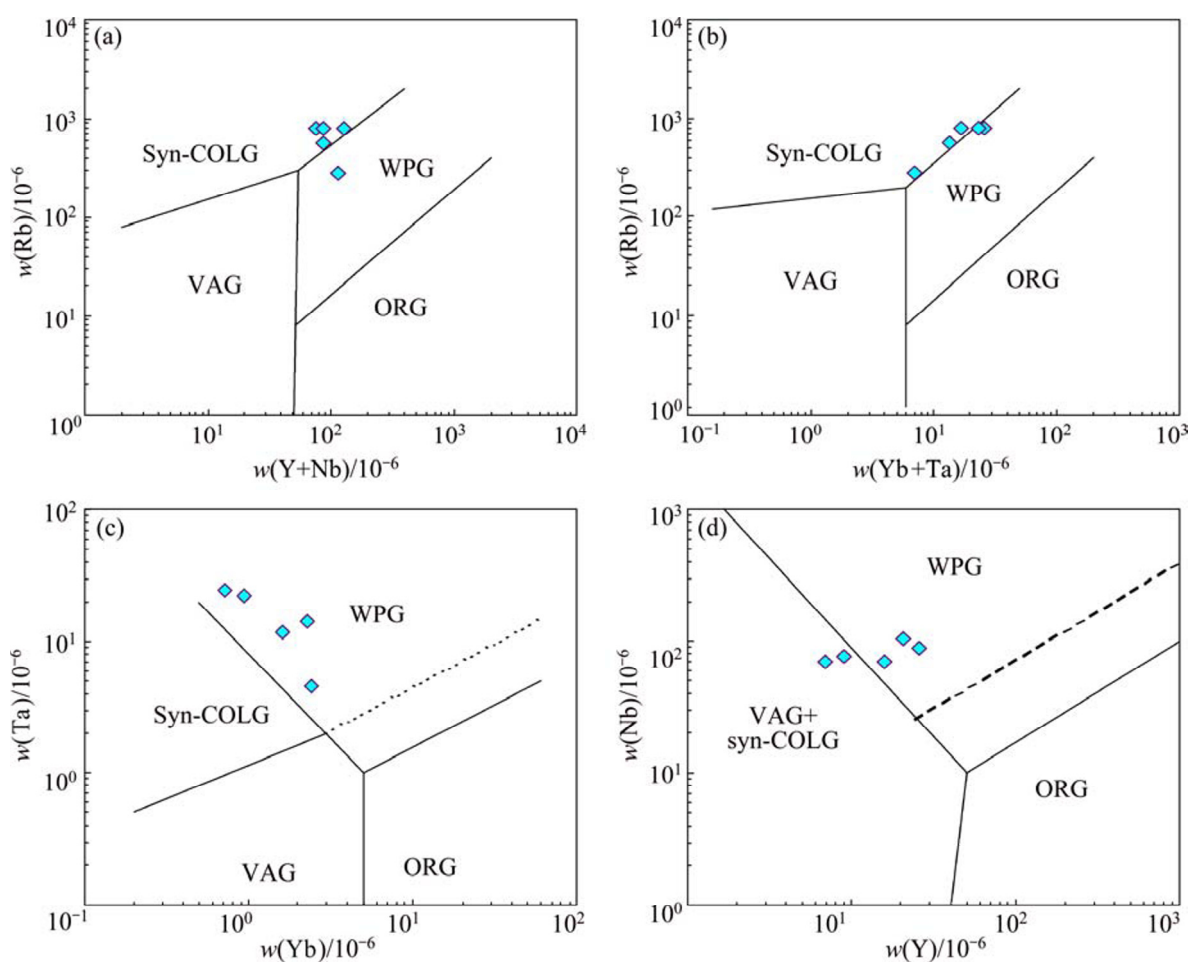 (a)
10⁴
10³
10²
10¹
10⁰
w(Rb)/10⁻⁶
Syn-COLG
WPG
VAG
ORG
10¹
10²
10³
10⁴
w(Y+Nb)/10⁻⁶
(b)
10⁴
10³
10²
10¹
10⁰
w(Rb)/10⁻⁶
Syn-COLG
WPG
VAG
ORG
10⁻¹
10⁰
10¹
10²
10³
w(Yb+Ta)/10⁻⁶
(c)
10²
10¹
10⁰
10⁻¹
w(Ta)/10⁻⁶
WPG
Syn-COLG
VAG
ORG
10⁰
10¹
10²
w(Yb)/10⁻⁶
(d)
10³
10²
10¹
10⁰
w(Nb)/10⁻⁶
WPG
VAG+
syn-COLG
ORG
10¹
10²
10³
w(Y)/10⁻⁶